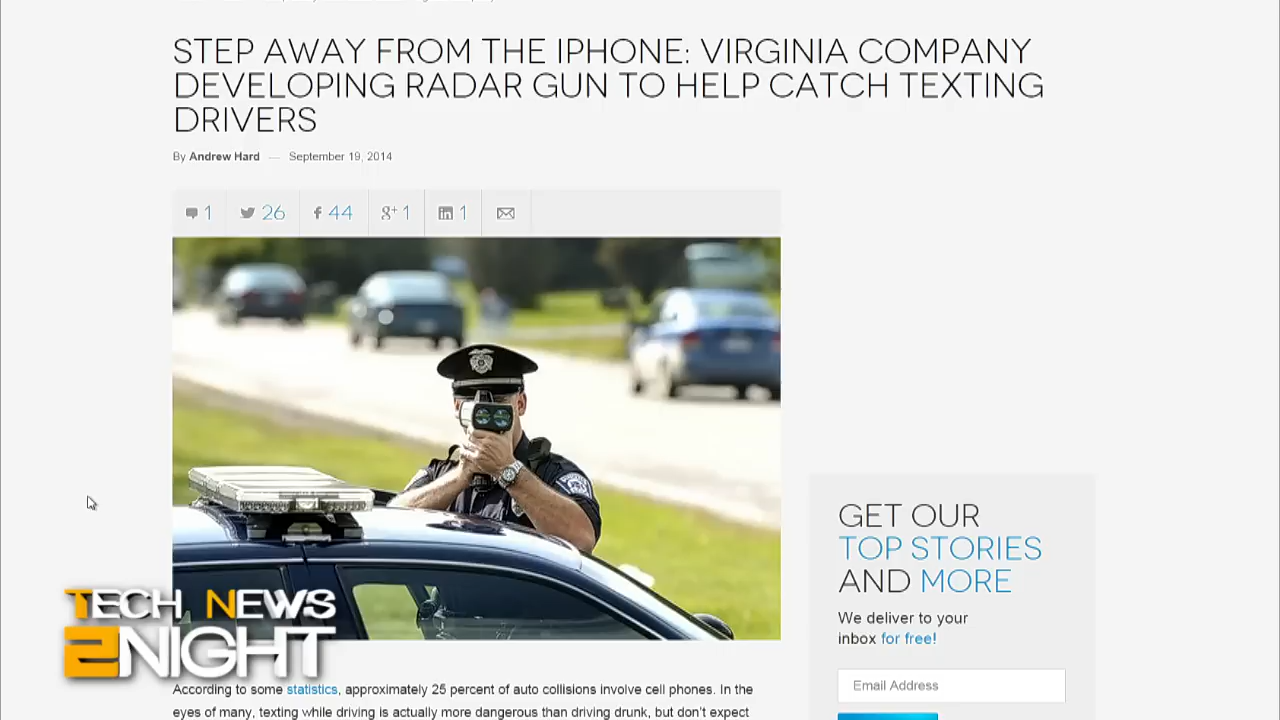 STEP AWAY FROM THE IPHONE: VIRGINIA COMPANY
DEVELOPING RADAR GUN TO HELP CATCH TEXTING
DRIVERS
By Andrew Hard — September 19, 2014
1 26 44 g+ 1 in 1
GET OUR
TOP STORIES
AND MORE
We deliver to your
inbox for free!
Email Address
TECH NEWS
2NIGHT
According to some statistics, approximately 25 percent of auto collisions involve cell phones. In the
eyes of many, texting while driving is actually more dangerous than driving drunk, but don't expect